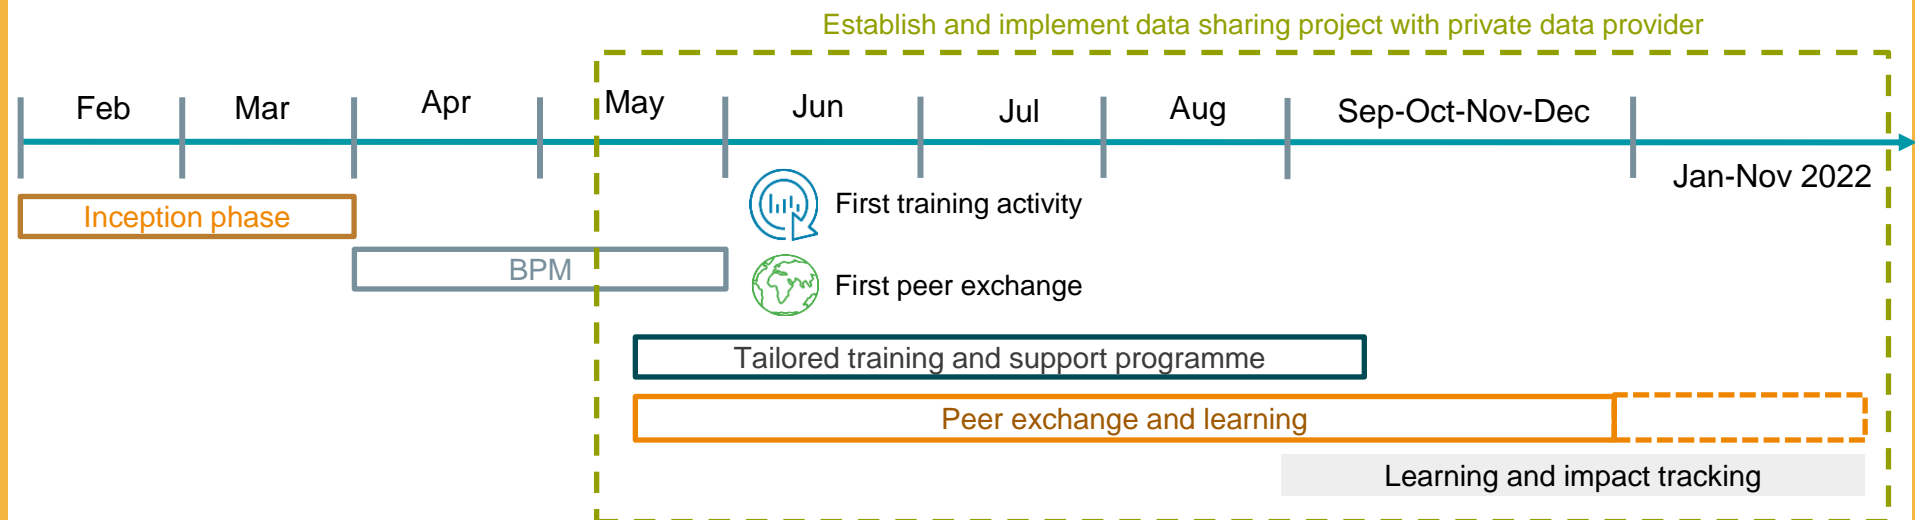 Establish and implement data sharing project with private data provider
Feb
Mar
Apr
May
Jun
Jul
Aug
Sep-Oct-Nov-Dec
Jan-Nov 2022
Inception phase
First training activity
BPM
First peer exchange
Tailored training and support programme
Peer exchange and learning
Learning and impact tracking